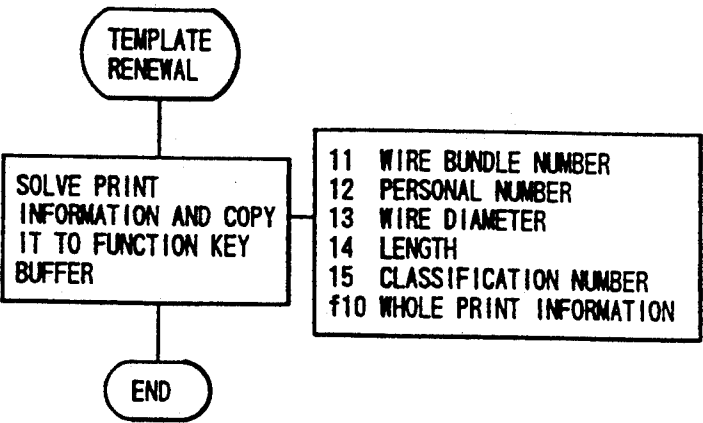 TEMPLATE
RENEWAL
SOLVE PRINT
INFORMATION AND COPY
IT TO FUNCTION KEY
BUFFER
11 WIRE BUNDLE NUMBER
12 PERSONAL NUMBER
13 WIRE DIAMETER
14 LENGTH
15 CLASSIFICATION NUMBER
f10 WHOLE PRINT INFORMATION
END